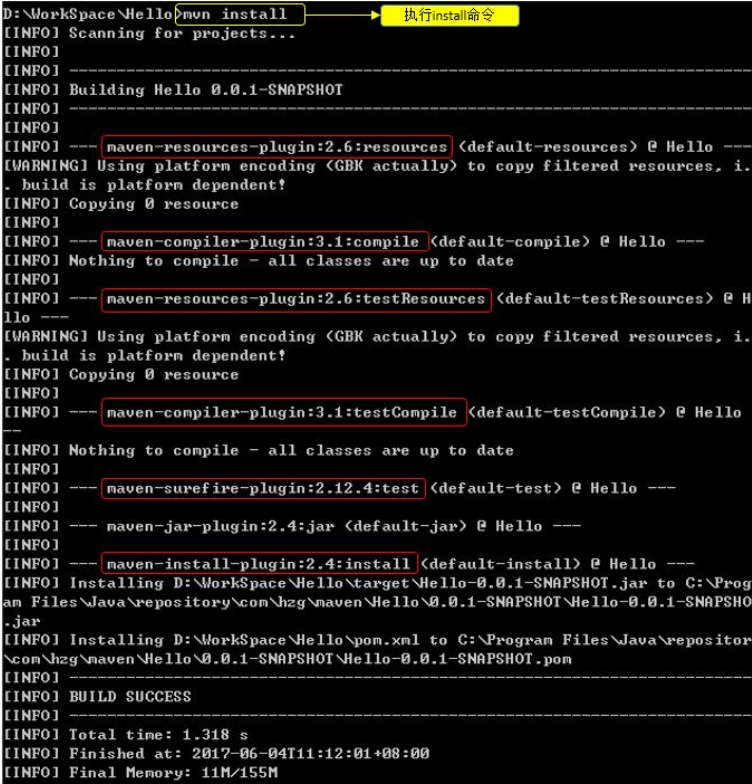 D:\WorkSpace\Hello>mvn install 执行install命令
[INFO] Scanning for projects...
[INFO]
[INFO] ------------------------------------------------------------------------
[INFO] Building Hello 0.0.1-SNAPSHOT
[INFO] ------------------------------------------------------------------------
[INFO]
[INFO] --- maven-resources-plugin:2.6:resources (default-resources) @ Hello ---
[WARNING] Using platform encoding (GBK actually) to copy filtered resources, i.
. build is platform dependent!
[INFO] Copying 0 resource
[INFO]
[INFO] --- maven-compiler-plugin:3.1:compile (default-compile) @ Hello ---
[INFO] Nothing to compile - all classes are up to date
[INFO]
[INFO] --- maven-resources-plugin:2.6:testResources (default-testResources) @ H
llo ---
[WARNING] Using platform encoding (GBK actually) to copy filtered resources, i.
. build is platform dependent!
[INFO] Copying 0 resource
[INFO]
[INFO] --- maven-compiler-plugin:3.1:testCompile (default-testCompile) @ Hello
--
[INFO] Nothing to compile - all classes are up to date
[INFO]
[INFO] --- maven-surefire-plugin:2.12.4:test (default-test) @ Hello ---
[INFO]
[INFO] --- maven-jar-plugin:2.4:jar (default-jar) @ Hello ---
[INFO]
[INFO] --- maven-install-plugin:2.4:install (default-install) @ Hello ---
[INFO] Installing D:\WorkSpace\Hello\target\Hello-0.0.1-SNAPSHOT.jar to C:\Prog
am Files\Java\repository\com\hzg\maven\Hello\0.0.1-SNAPSHOT\Hello-0.0.1-SNAPSHO
.jar
[INFO] Installing D:\WorkSpace\Hello\pom.xml to C:\Program Files\Java\repositor
\com\hzg\maven\Hello\0.0.1-SNAPSHOT\Hello-0.0.1-SNAPSHOT.pom
[INFO] ------------------------------------------------------------------------
[INFO] BUILD SUCCESS
[INFO] ------------------------------------------------------------------------
[INFO] Total time: 1.318 s
[INFO] Finished at: 2017-06-04T11:12:01+08:00
[INFO] Final Memory: 11M/155M